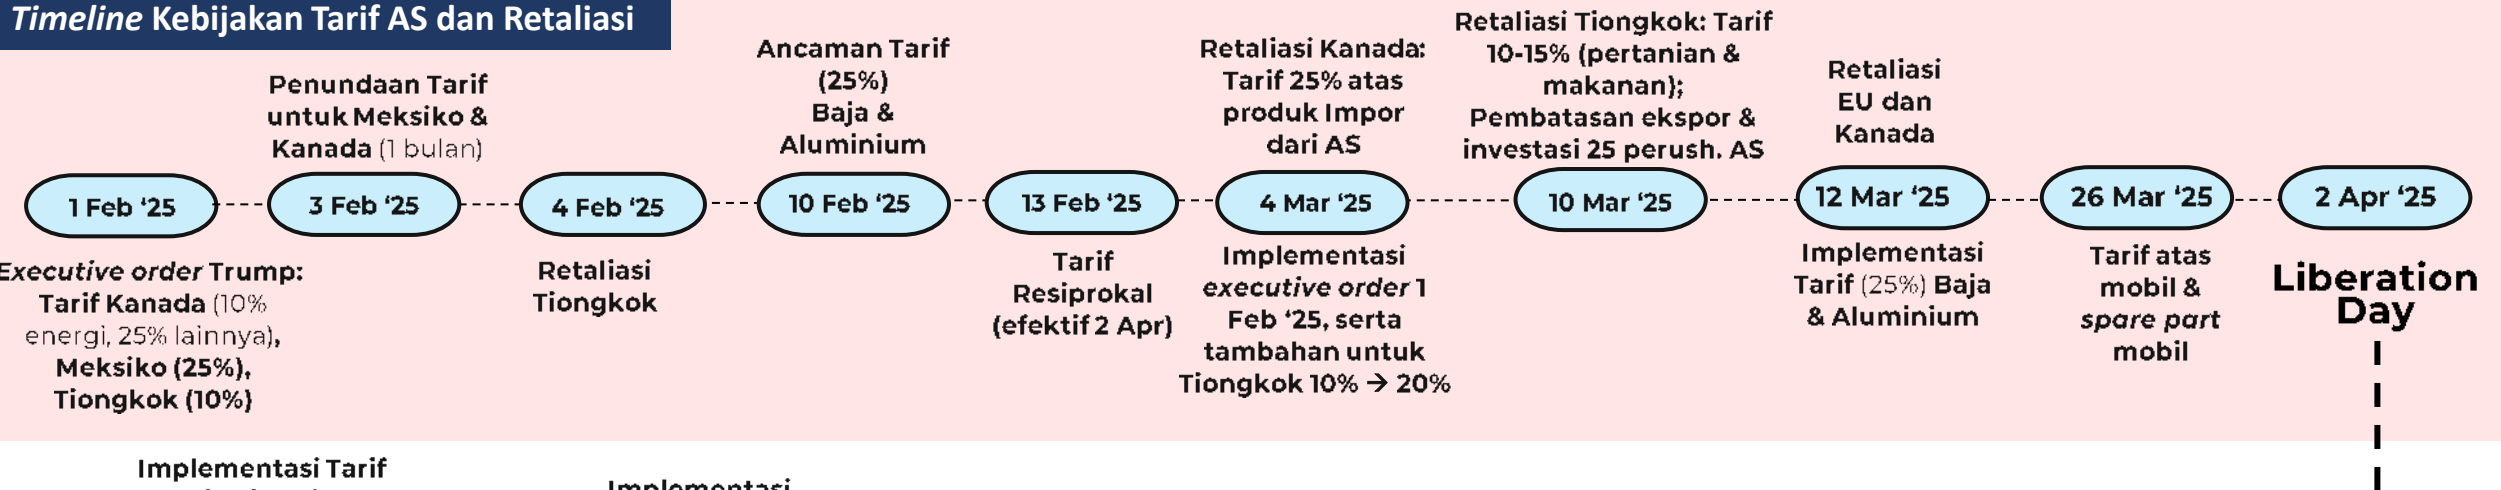 Timeline Kebijakan Tarif AS dan Retaliasi
Penundaan Tarif
untuk Meksiko &
Kanada (1 bulan)
Ancaman Tarif
(25%)
Baja &
Aluminium
Retaliasi Kanada:
Tarif 25% atas
produk Impor
dari AS
Retaliasi Tiongkok: Tarif
10-15% (pertanian &
makanan);
Pembatasan ekspor &
investasi 25 perush. AS
Retaliasi
EU dan
Kanada
1 Feb ‘25
3 Feb ‘25
4 Feb ‘25
10 Feb ‘25
13 Feb ‘25
4 Mar ‘25
10 Mar ‘25
12 Mar ‘25
26 Mar ‘25
2 Apr ‘25
Executive order Trump:
Tarif Kanada (10%
energi, 25% lainnya),
Meksiko (25%),
Tiongkok (10%)
Retaliasi
Tiongkok
Tarif
Resiprokal
(efektif 2 Apr)
Implementasi
executive order 1
Feb ‘25, serta
tambahan untuk
Tiongkok 10% → 20%
Implementasi
Tarif (25%) Baja
& Aluminium
Tarif atas
mobil &
spare part
mobil
Liberation
Day
Implementasi Tarif
Implementasi